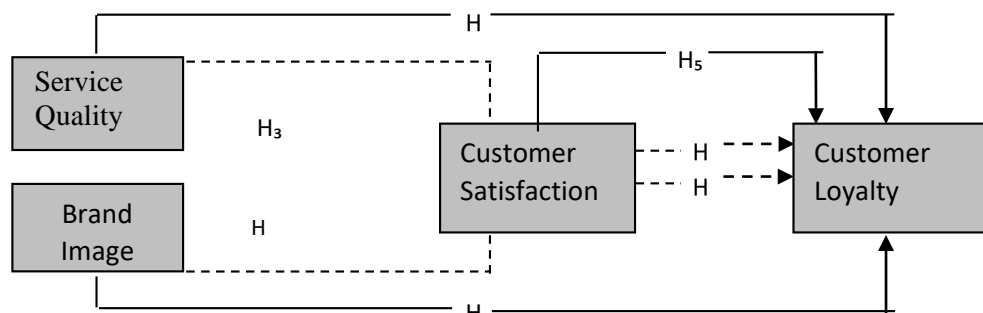 H
Service
Quality
H₅
H₃
Customer
Satisfaction
H
H
Customer
Loyalty
Brand
Image
H
H